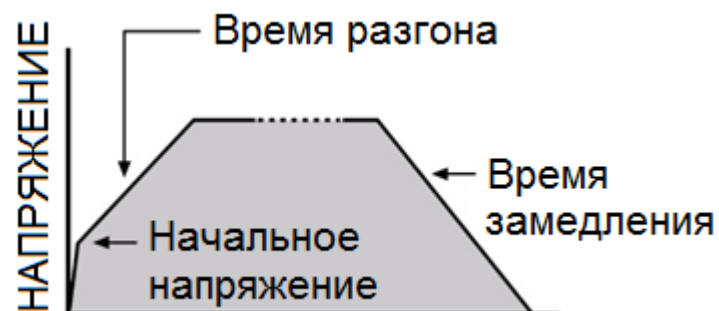 НАПРЯЖЕНИЕ
Время разгона
Начальное
напряжение
Время
замедления